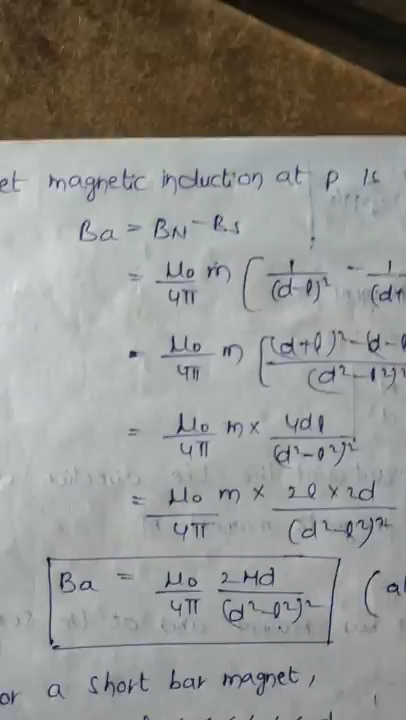 et magnetic induction at p is
Ba = BN - BS
= μ0/4π m [ 1/(d-l)² - 1/(d+
= μ0/4π m [ (d+l)² - (d-l / (d²-l²)²
= μ0/4π m × 4dl/(d²-l²)²
= μ0/4π m × 2l × 2d/(d²-l²)²
Ba = μ0/4π 2Md/(d²-l²)² (a
or a short bar magnet,